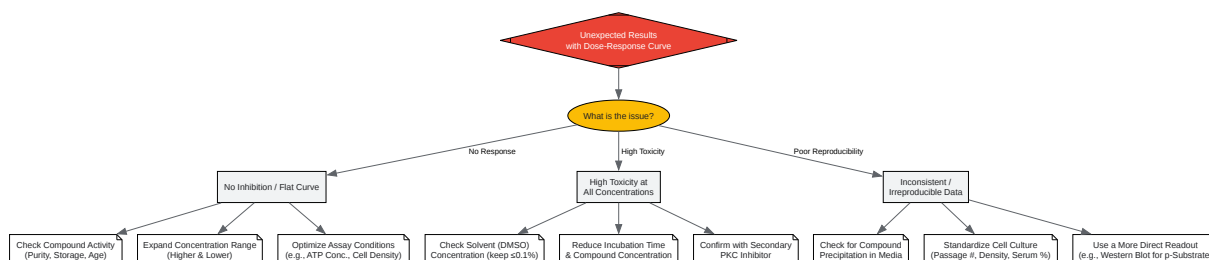 Unexpected Results
with Dose-Response Curve
What is the issue?
No Response
High Toxicity
Poor Reproducibility
No Inhibition / Flat Curve
High Toxicity at
All Concentrations
Inconsistent /
Irreproducible Data
Check Compound Activity
(Purity, Storage, Age)
Expand Concentration Range
(Higher & Lower)
Optimize Assay Conditions
(e.g., ATP Conc., Cell Density)
Check Solvent (DMSO)
Concentration (keep ≤0.1%)
Reduce Incubation Time
& Compound Concentration
Confirm with Secondary
PKC Inhibitor
Check for Compound
Precipitation in Media
Standardize Cell Culture
(Passage #, Density, Serum %)
Use a More Direct Readout
(e.g., Western Blot for p-Substrate)